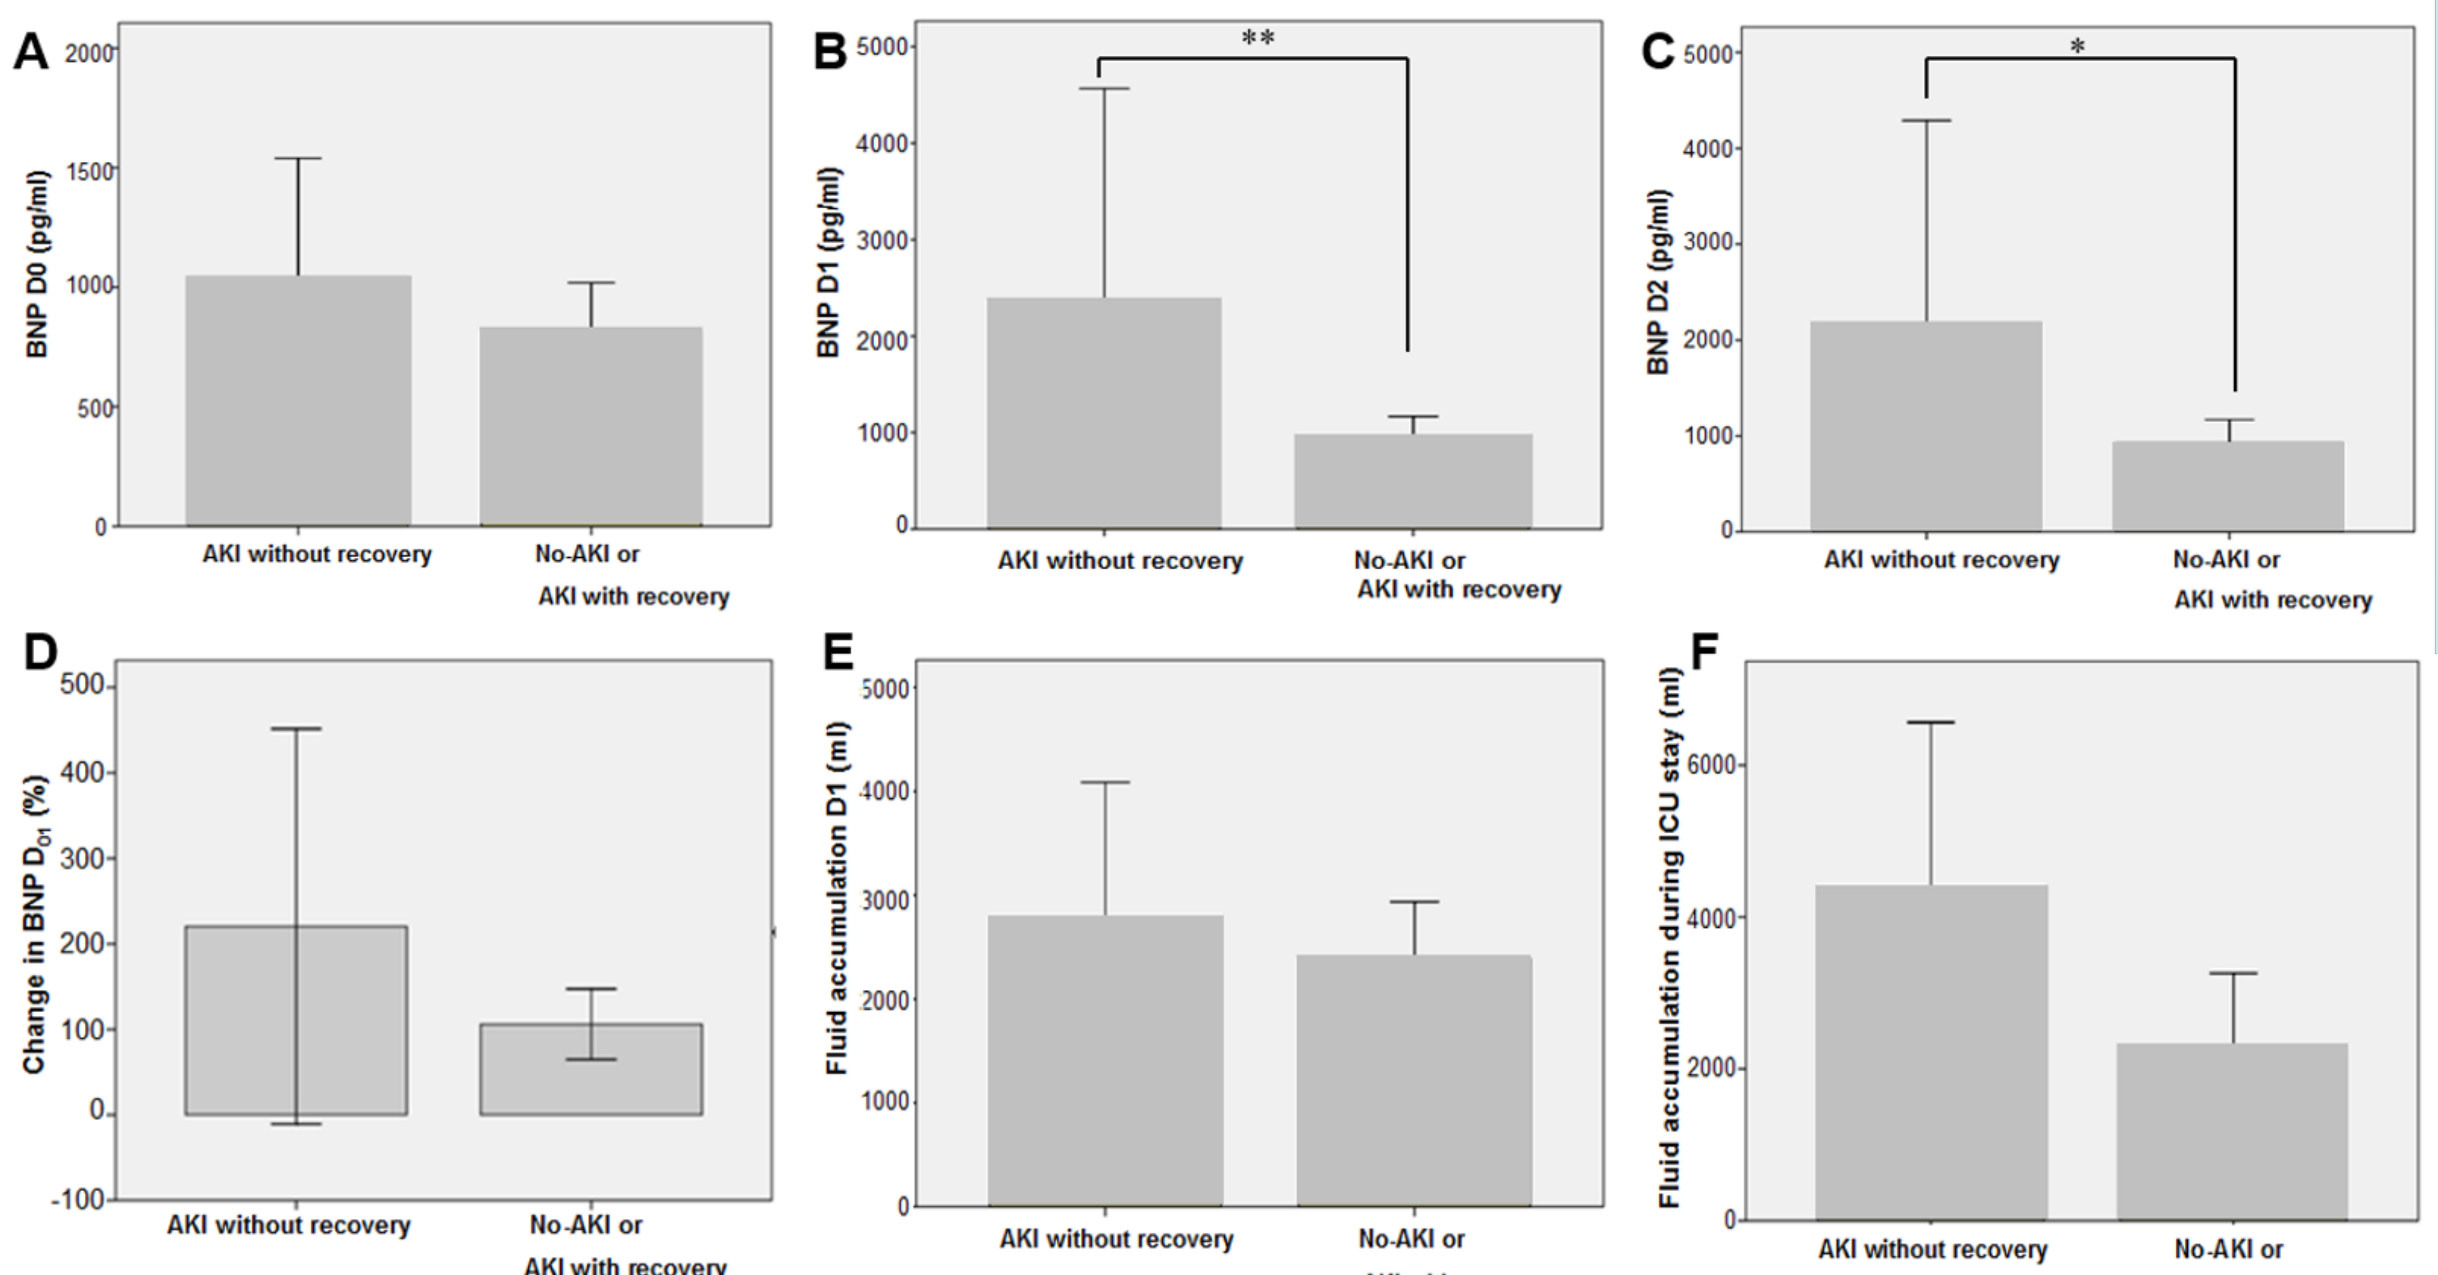 A
2000
1500
1000
500
0
BNP D0 (pg/ml)
AKI without recovery
No-AKI or
AKI with recovery
B
5000
4000
3000
2000
1000
0
BNP D1 (pg/ml)
**
AKI without recovery
No-AKI or
AKI with recovery
C
5000
4000
3000
2000
1000
0
BNP D2 (pg/ml)
*
AKI without recovery
No-AKI or
AKI with recovery
D
500
400
300
200
100
0
-100
Change in BNP D01 (%)
AKI without recovery
No-AKI or
AKI with recovery
E
5000
4000
3000
2000
1000
0
Fluid accumulation D1 (ml)
AKI without recovery
No-AKI or
F
6000
4000
2000
0
Fluid accumulation during ICU stay (ml)
AKI without recovery
No-AKI or